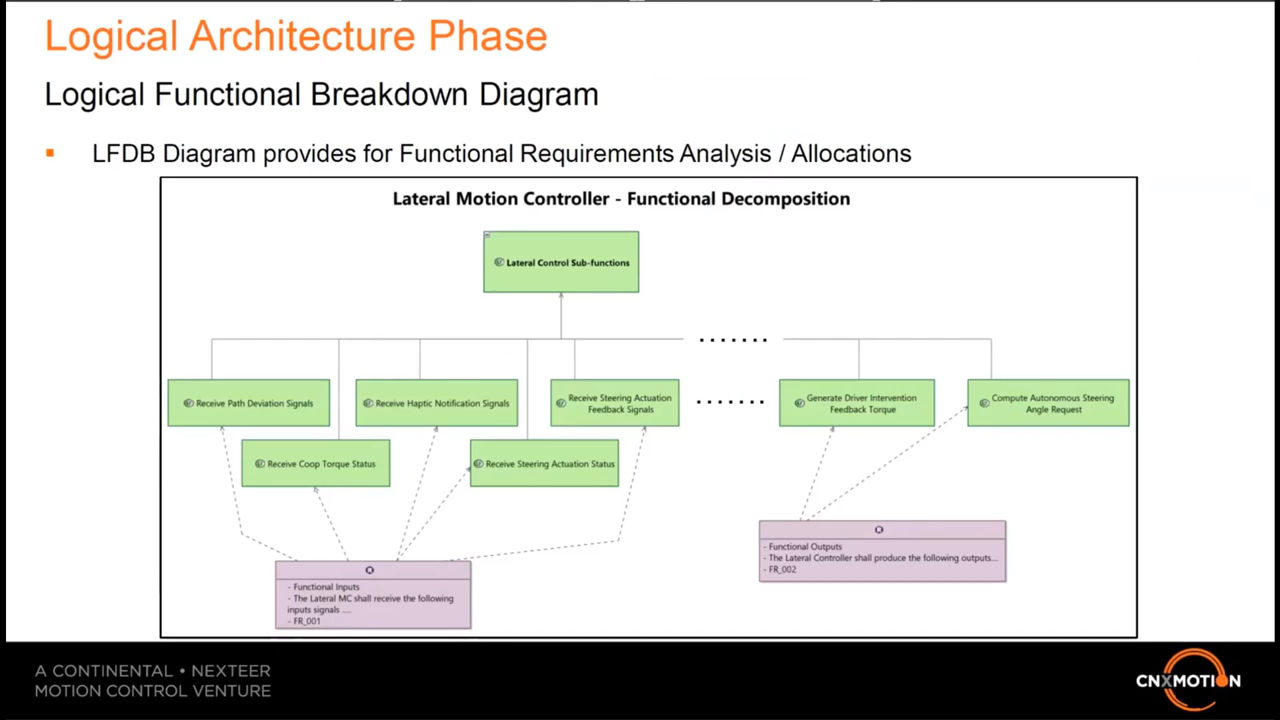 Logical Architecture Phase
Logical Functional Breakdown Diagram
LFDB Diagram provides for Functional Requirements Analysis / Allocations
Lateral Motion Controller - Functional Decomposition
Lateral Control Sub-functions
.......
Receive Path Deviation Signals
Receive Haptic Notification Signals
Receive Steering Actuation
Feedback Signals
.......
Generate Driver Intervention
Feedback Torque
Compute Autonomous Steering
Angle Request
Receive Coop Torque Status
Receive Steering Actuation Status
- Functional Outputs
- The Lateral Controller shall produce the following outputs...
- FR_002
- Functional Inputs
- The Lateral MC shall receive the following
inputs signals ....
- FR_001
A CONTINENTAL • NEXTEER
MOTION CONTROL VENTURE
CNXMOTION